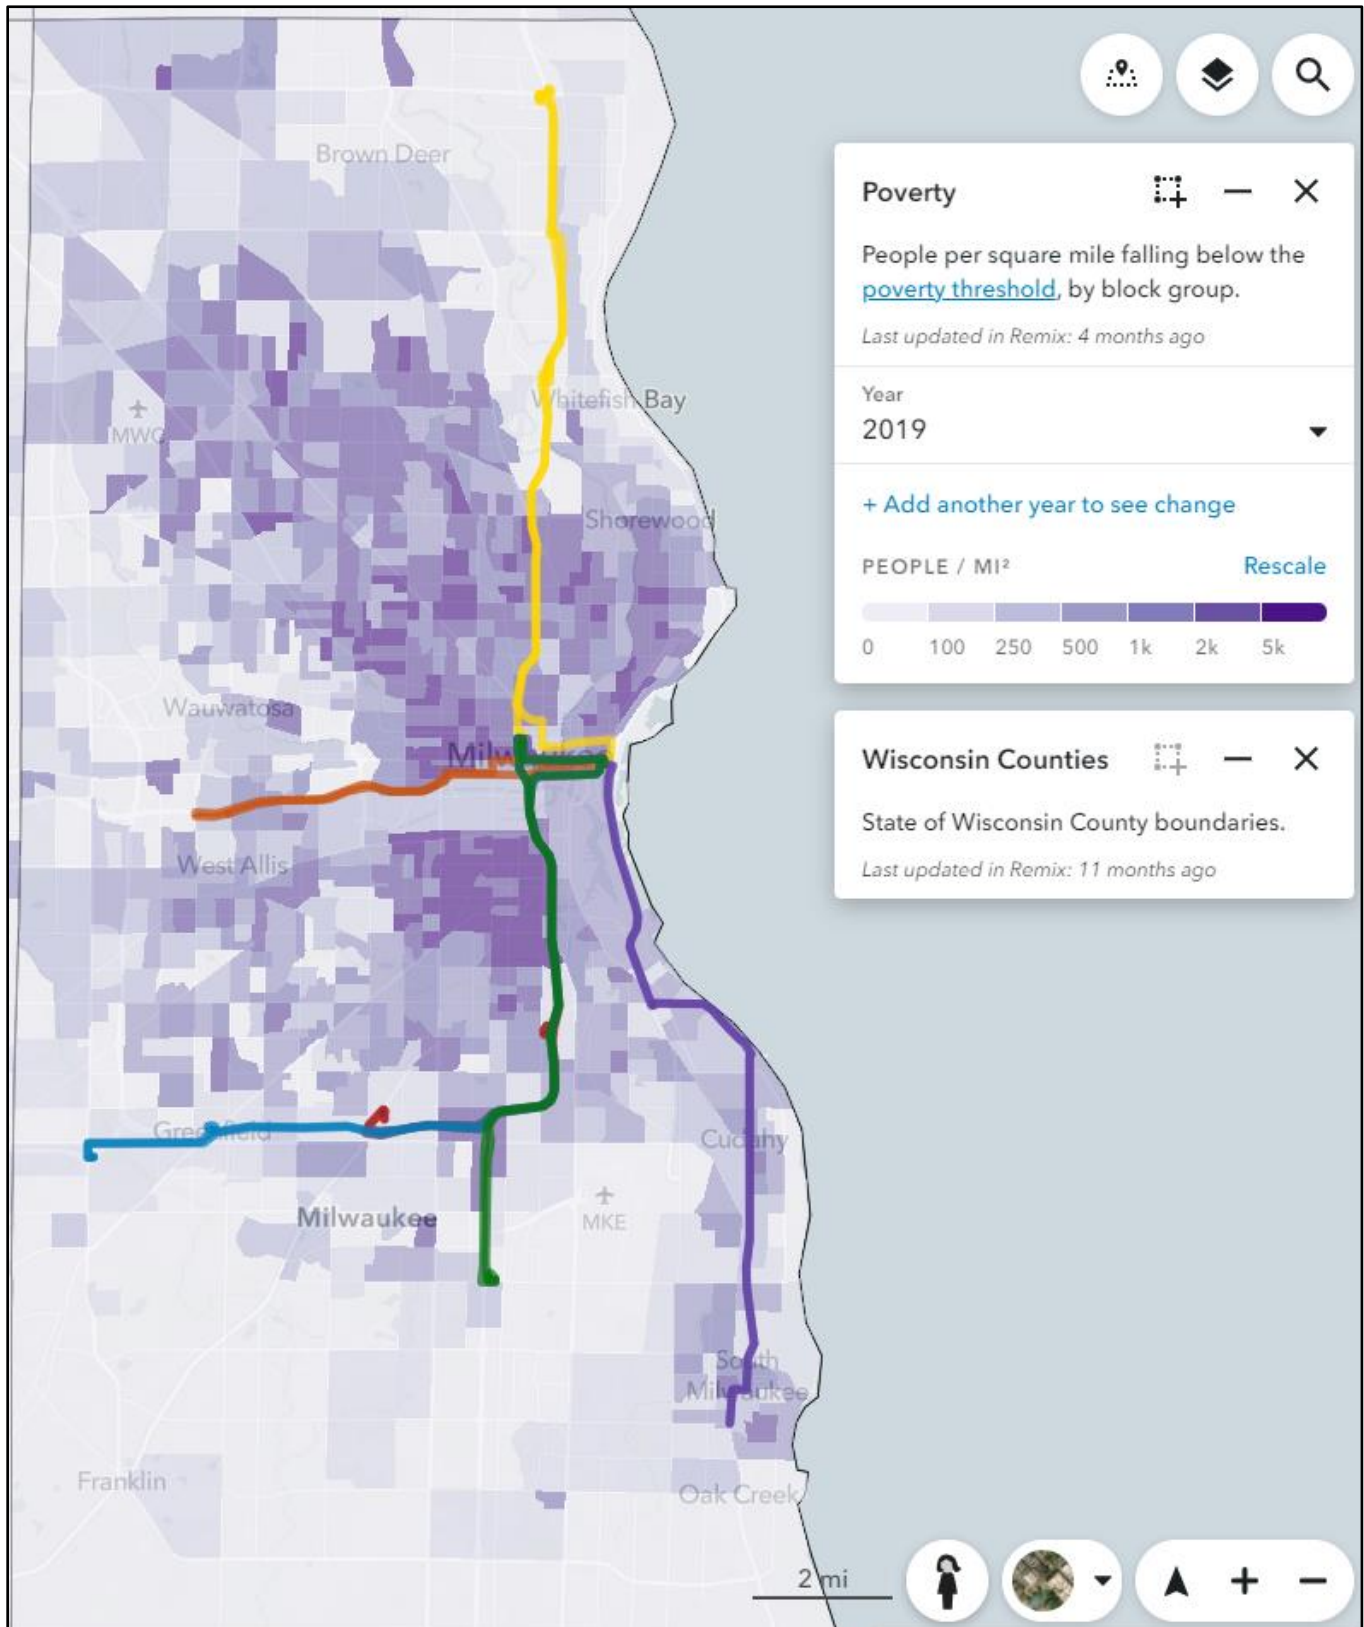 Brown Deer
Whitefish Bay
MWC
Shorewood
Wauwatosa
Milwaukee
West Allis
Greenfield
Cudahy
Milwaukee
MKE
South
Milwaukee
Franklin
Oak Creek
2 mi
Poverty
People per square mile falling below the
poverty threshold, by block group.
Last updated in Remix: 4 months ago
Year
2019
+ Add another year to see change
PEOPLE / MI² Rescale
0 100 250 500 1k 2k 5k
Wisconsin Counties
State of Wisconsin County boundaries.
Last updated in Remix: 11 months ago